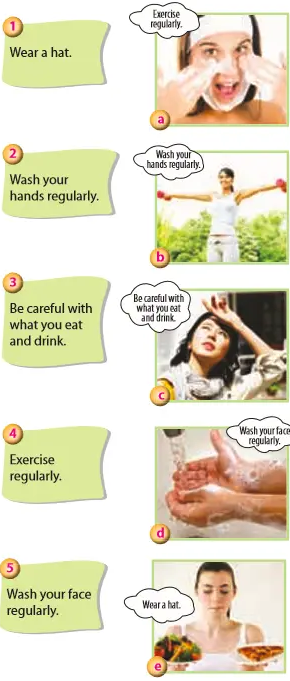 1
Wear a hat.
Exercise
regularly.
a
2
Wash your
hands regularly.
Wash your
hands regularly.
b
3
Be careful with
what you eat
and drink.
Be careful with
what you eat
and drink.
c
4
Exercise
regularly.
Wash your face
regularly.
d
5
Wash your face
regularly.
Wear a hat.
e